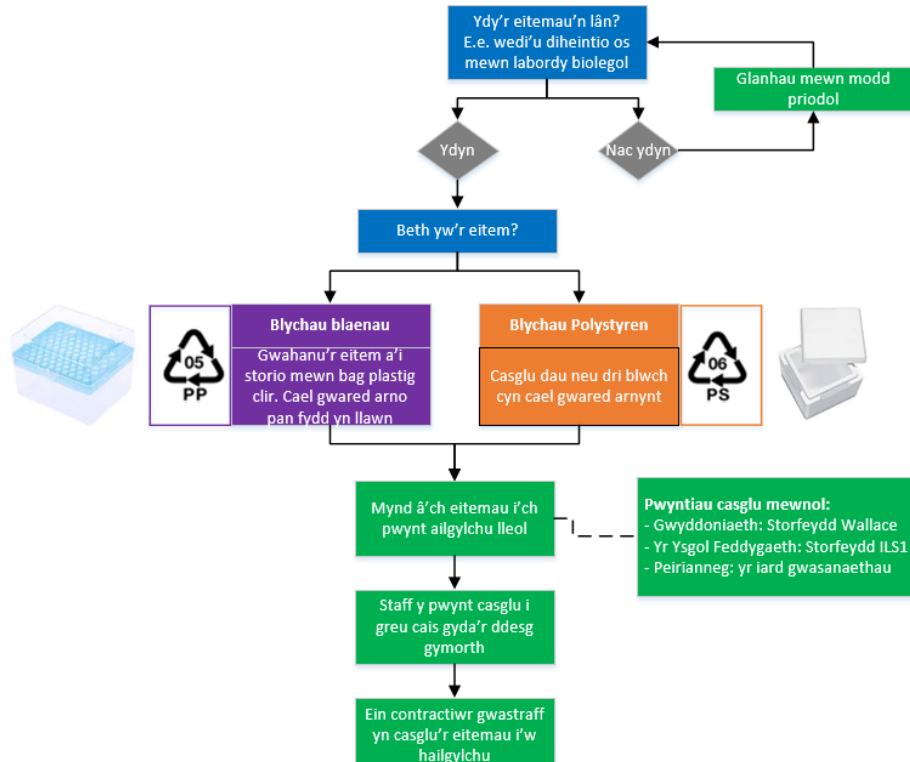 Ydy'r eitemau'n lân?
E.e. wedi'u diheintio os
mewn labordy biolegol
Glanhau mewn modd
priodol
Ydyn
Nac ydyn
Beth yw'r eitem?
05
PP
Blychau blaenau
Gwahanu'r eitem a'i
storio mewn bag plastig
clir. Cael gwared arno
pan fydd yn llawn
Blychau Polystyren
Casglu dau neu dri blwch
cyn cael gwared arnynt
06
PS
Mynd â'ch eitemau i'ch
pwynt ailgylchu lleol
Pwyntiau casglu mewnol:
- Gwyddoniaeth: Storfeydd Wallace
- Yr Ysgol Feddygaeth: Storfeydd ILS1
- Peirianneg: yr iard gwasanaethau
Staff y pwynt casglu i
greu cais gyda'r ddesg
gymorth
Ein contractiwr gwastraff
yn casglu'r eitemau i'w
hailgylchu